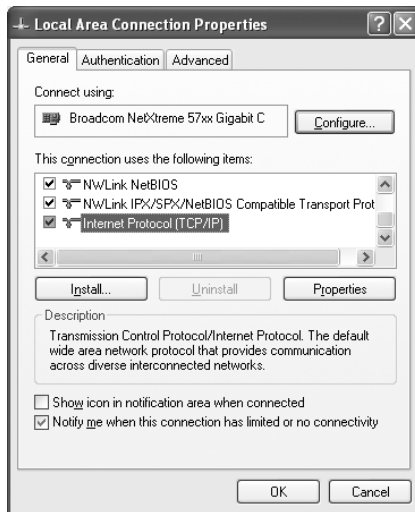 Local Area Connection Properties
General Authentication Advanced
Connect using:
Broadcom NetXtreme 57xx Gigabit C
Configure...
This connection uses the following items:
NWLink NetBIOS
NWLink IPX/SPX/NetBIOS Compatible Transport Prot
Internet Protocol (TCP/IP)
Install... Uninstall Properties
Description
Transmission Control Protocol/Internet Protocol. The default
wide area network protocol that provides communication
across diverse interconnected networks.
Show icon in notification area when connected
Notify me when this connection has limited or no connectivity
OK Cancel